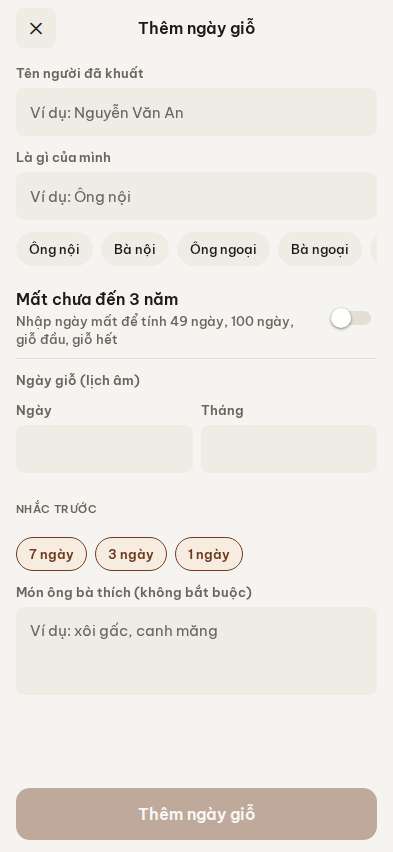 Thêm ngày giỗ
Tên người đã khuất
Ví dụ: Nguyễn Văn An
Là gì của mình
Ví dụ: Ông nội
Ông nội
Bà nội
Ông ngoại
Bà ngoại
Mất chưa đến 3 năm
Nhập ngày mất để tính 49 ngày, 100 ngày,
giỗ đầu, giỗ hết
Ngày giỗ (lịch âm)
Ngày
Tháng
NHẮC TRƯỚC
7 ngày
3 ngày
1 ngày
Món ông bà thích (không bắt buộc)
Ví dụ: xôi gấc, canh măng
Thêm ngày giỗ